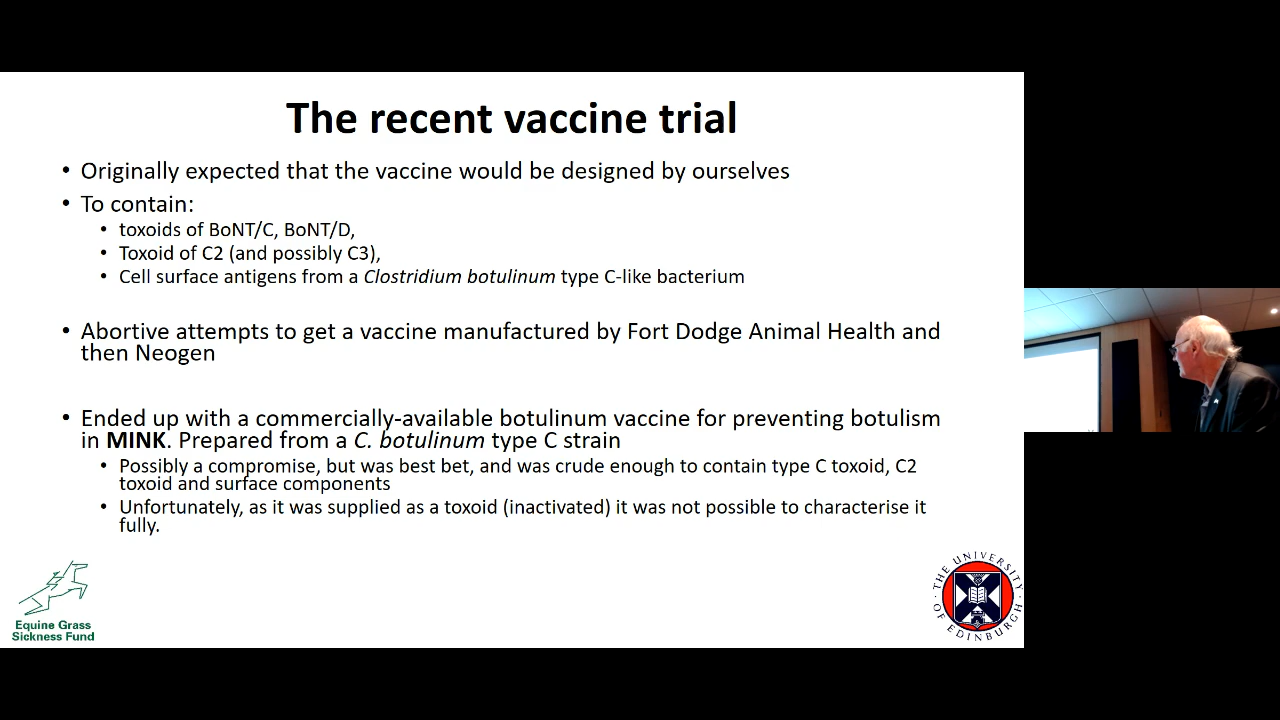 The recent vaccine trial
• Originally expected that the vaccine would be designed by ourselves
• To contain:
• toxoids of BoNT/C, BoNT/D,
• Toxoid of C2 (and possibly C3),
• Cell surface antigens from a Clostridium botulinum type C-like bacterium
• Abortive attempts to get a vaccine manufactured by Fort Dodge Animal Health and
then Neogen
• Ended up with a commercially-available botulinum vaccine for preventing botulism
in MINK. Prepared from a C. botulinum type C strain
• Possibly a compromise, but was best bet, and was crude enough to contain type C toxoid, C2
toxoid and surface components
• Unfortunately, as it was supplied as a toxoid (inactivated) it was not possible to characterise it
fully.
Equine Grass
Sickness Fund
THE UNIVERSITY
OF EDINBURGH